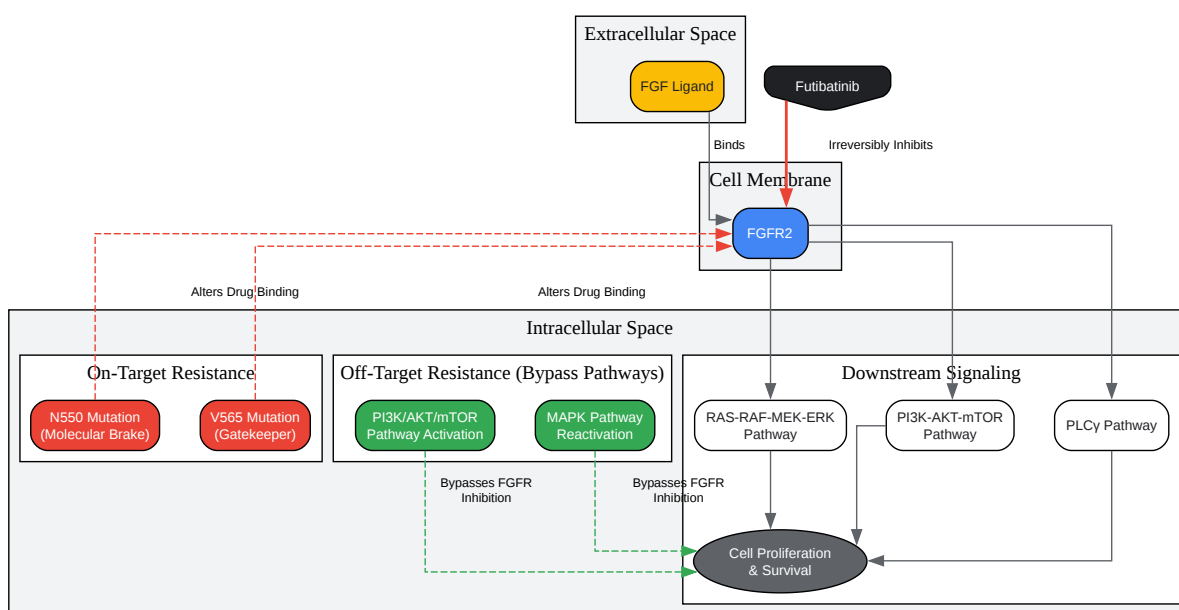 Extracellular Space
FGF Ligand
Futibatinib
Binds
Irreversibly Inhibits
Cell Membrane
FGFR2
Alters Drug Binding
Alters Drug Binding
Intracellular Space
On-Target Resistance
Off-Target Resistance (Bypass Pathways)
Downstream Signaling
N550 Mutation
(Molecular Brake)
V565 Mutation
(Gatekeeper)
PI3K/AKT/mTOR
Pathway Activation
MAPK Pathway
Reactivation
RAS-RAF-MEK-ERK
Pathway
PI3K-AKT-mTOR
Pathway
PLCγ Pathway
Bypasses FGFR
Inhibition
Bypasses FGFR
Inhibition
Cell Proliferation
& Survival